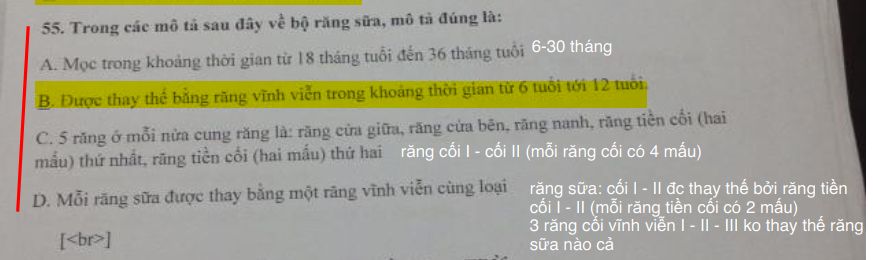 55. Trong các mô tả sau đây về bộ răng sữa, mô tả đúng là:
A. Mọc trong khoảng thời gian từ 18 tháng tuổi đến 36 tháng tuổi 6-30 tháng
B. Được thay thế bằng răng vĩnh viễn trong khoảng thời gian từ 6 tuổi tới 12 tuổi.
C. 5 răng ở mỗi nửa cung răng là: răng cửa giữa, răng cửa bên, răng nanh, răng tiền cối (hai
mấu) thứ nhất, răng tiền cối (hai mấu) thứ hai răng cối I - cối II (mỗi răng cối có 4 mấu)
D. Mỗi răng sữa được thay bằng một răng vĩnh viễn cùng loại
răng sữa: cối I - II đc thay thế bởi răng tiền
cối I - II (mỗi răng tiền cối có 2 mấu)
3 răng cối vĩnh viễn I - II - III ko thay thế răng
sữa nào cả
[<br>]